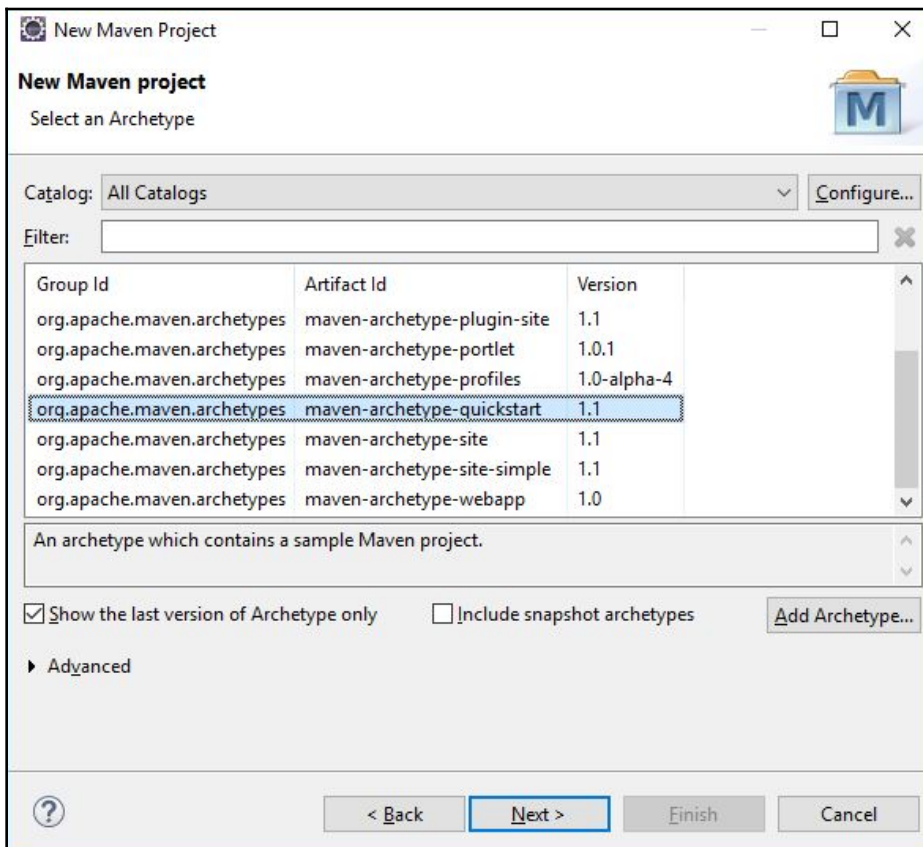 New Maven Project
New Maven project
Select an Archetype
M
Catalog: All Catalogs Configure...
Filter:
Group Id Artifact Id Version
org.apache.maven.archetypes maven-archetype-plugin-site 1.1
org.apache.maven.archetypes maven-archetype-portlet 1.0.1
org.apache.maven.archetypes maven-archetype-profiles 1.0-alpha-4
org.apache.maven.archetypes maven-archetype-quickstart 1.1
org.apache.maven.archetypes maven-archetype-site 1.1
org.apache.maven.archetypes maven-archetype-site-simple 1.1
org.apache.maven.archetypes maven-archetype-webapp 1.0
An archetype which contains a sample Maven project.
Show the last version of Archetype only Include snapshot archetypes Add Archetype...
Advanced
? < Back Next > Finish Cancel